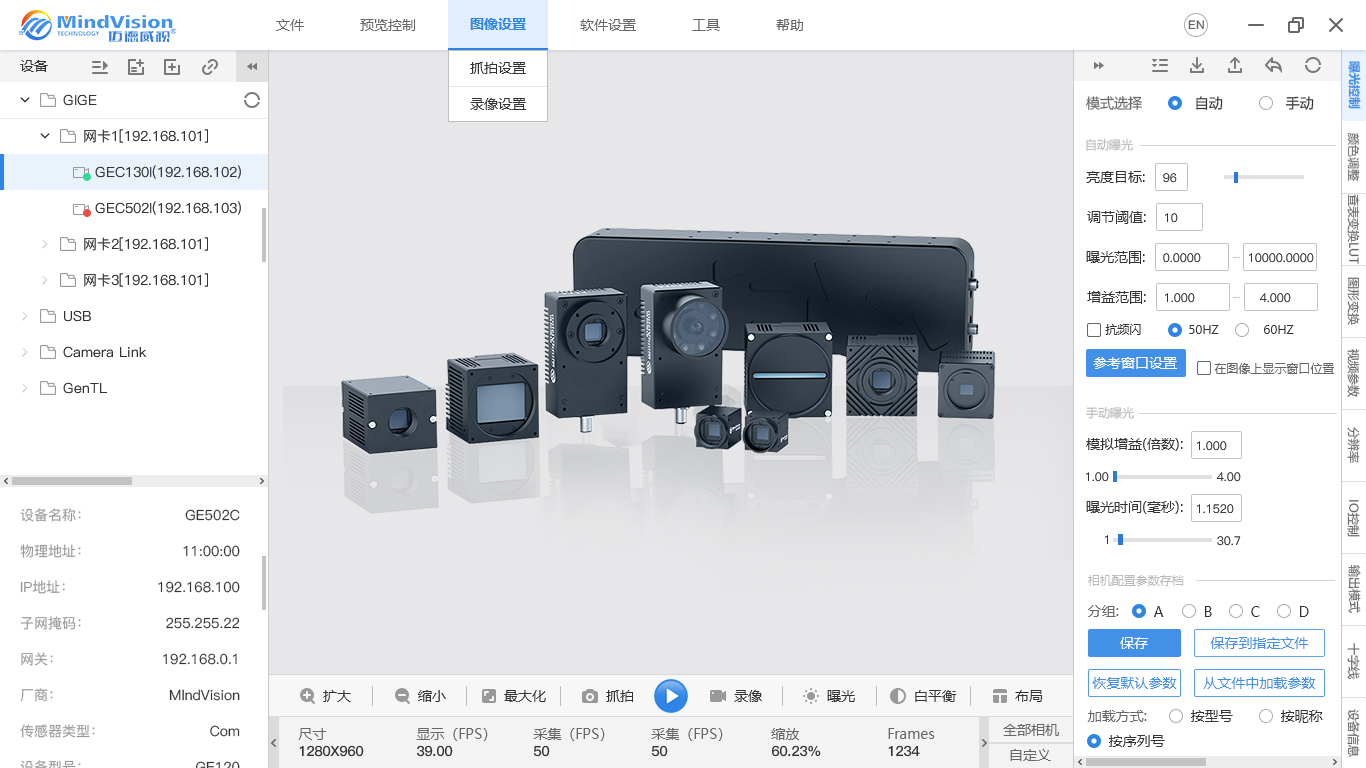 MindVision
TECHNOLOGY 迈德威视
文件
预览控制
图像设置
软件设置
工具
帮助
EN
抓拍设置
录像设置
设备
GIGE
网卡1[192.168.101]
GEC130I(192.168.102)
GEC502I(192.168.103)
网卡2[192.168.101]
网卡3[192.168.101]
USB
Camera Link
GenTL
设备名称: GE502C
物理地址: 11:00:00
IP地址: 192.168.100
子网掩码: 255.255.22
网关: 192.168.0.1
厂商: MIndVision
传感器类型: Com
设备型号: GE120
扩大
缩小
最大化
抓拍
录像
曝光
白平衡
布局
尺寸
1280X960
显示（FPS）
39.00
采集（FPS）
50
采集（FPS）
50
缩放
60.23%
Frames
1234
全部相机
自定义
模式选择 自动 手动
自动曝光
亮度目标: 96
调节阈值: 10
曝光范围: 0.0000 – 10000.0000
增益范围: 1.000 – 4.000
抗频闪 50HZ 60HZ
参考窗口设置 在图像上显示窗口位置
手动曝光
模拟增益(倍数): 1.000
1.00 4.00
曝光时间(毫秒): 1.1520
1 30.7
相机配置参数存档
分组: A B C D
保存 保存到指定文件
恢复默认参数 从文件中加载参数
加载方式: 按型号 按昵称
按序列号
曝光控制
颜色调整
查表变换LUT
图形变换
视频参数
分辨率
IO控制
输出模式
十字线
设备信息